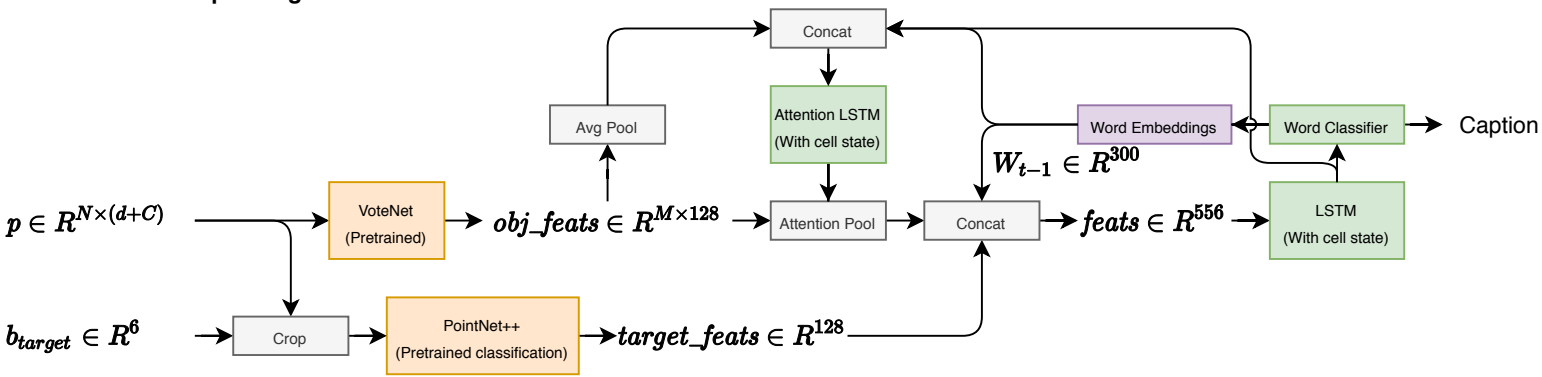 Concat
Avg Pool
Attention LSTM
(With cell state)
Word Embeddings
Word Classifier
Caption
W_{t-1} ∈ R^{300}
p ∈ R^{N×(d+C)}
VoteNet
(Pretrained)
obj_feats ∈ R^{M×128}
Attention Pool
Concat
feats ∈ R^{556}
LSTM
(With cell state)
b_{target} ∈ R^6
Crop
PointNet++
(Pretrained classification)
target_feats ∈ R^{128}